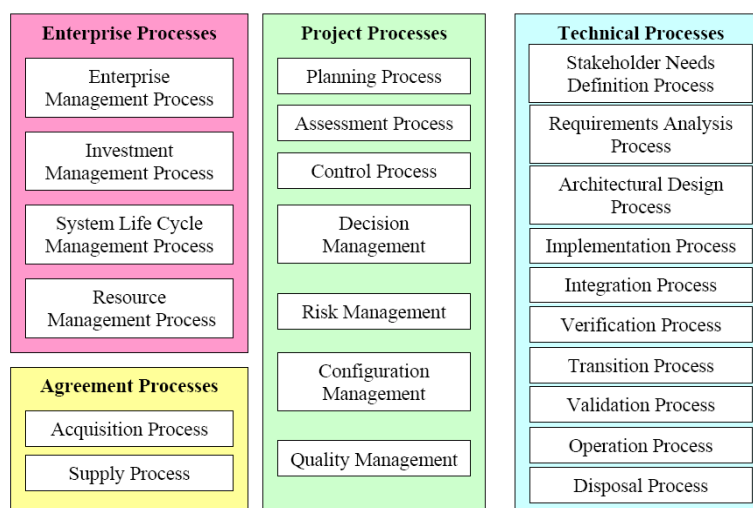 Enterprise Processes
Enterprise
Management Process
Investment
Management Process
System Life Cycle
Management Process
Resource
Management Process
Agreement Processes
Acquisition Process
Supply Process
Project Processes
Planning Process
Assessment Process
Control Process
Decision
Management
Risk Management
Configuration
Management
Quality Management
Technical Processes
Stakeholder Needs
Definition Process
Requirements Analysis
Process
Architectural Design
Process
Implementation Process
Integration Process
Verification Process
Transition Process
Validation Process
Operation Process
Disposal Process